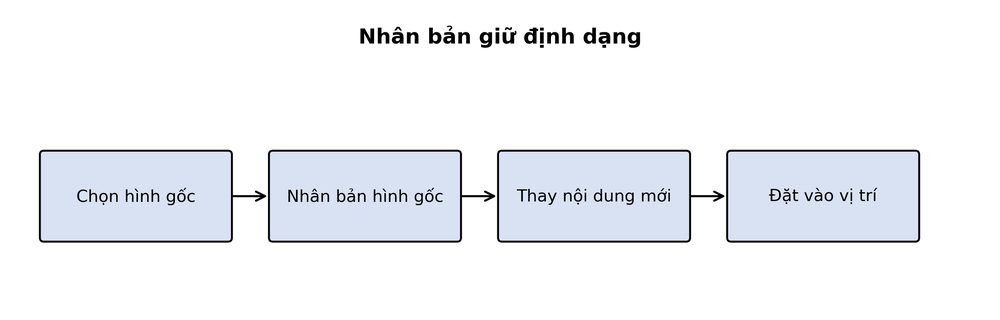 Nhân bản giữ định dạng
Chọn hình gốc
Nhân bản hình gốc
Thay nội dung mới
Đặt vào vị trí